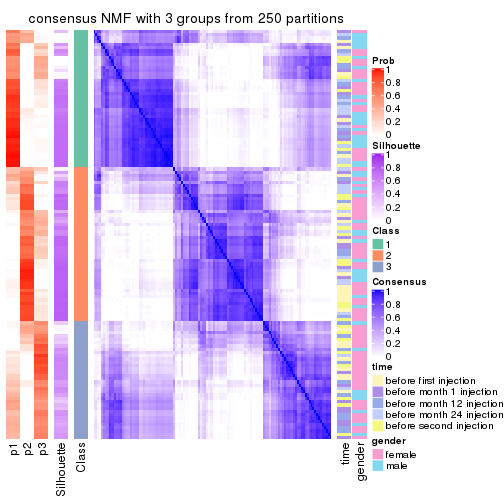 consensus NMF with 3 groups from 250 partitions
Prob
1
0.8
0.6
0.4
0.2
0
Silhouette
1
0.8
0.6
0.4
0.2
0
Class
1
2
3
Consensus
1
0.8
0.6
0.4
0.2
0
time
before first injection
before month 1 injection
before month 12 injection
before month 24 injection
before second injection
gender
female
male
p1
p2
p3
Silhouette
Class
time
gender